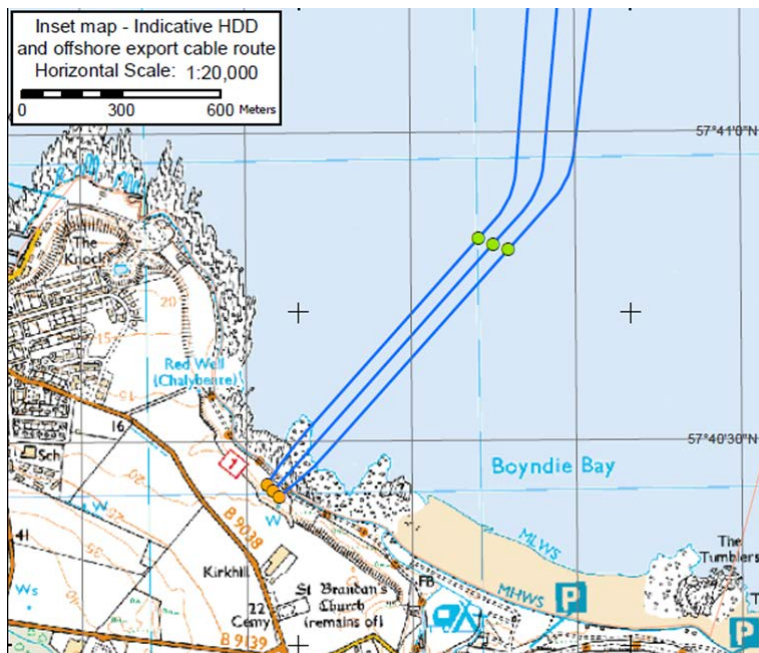 Inset map - Indicative HDD
and offshore export cable route
Horizontal Scale: 1:20,000
0 300 600 Meters
57°41'0"N
The
Knock
20
15
Red Well
(Chalybeate)
15
16
57°40'30"N
Sch
1
Boyndie Bay
W
W
B 9038
MLWS
41
35
The
Tumblers
Kirkhill
FB
MHWS
P
Ws
St Brandan's
Church
(remains of)
22
Cemy
B 9139
P